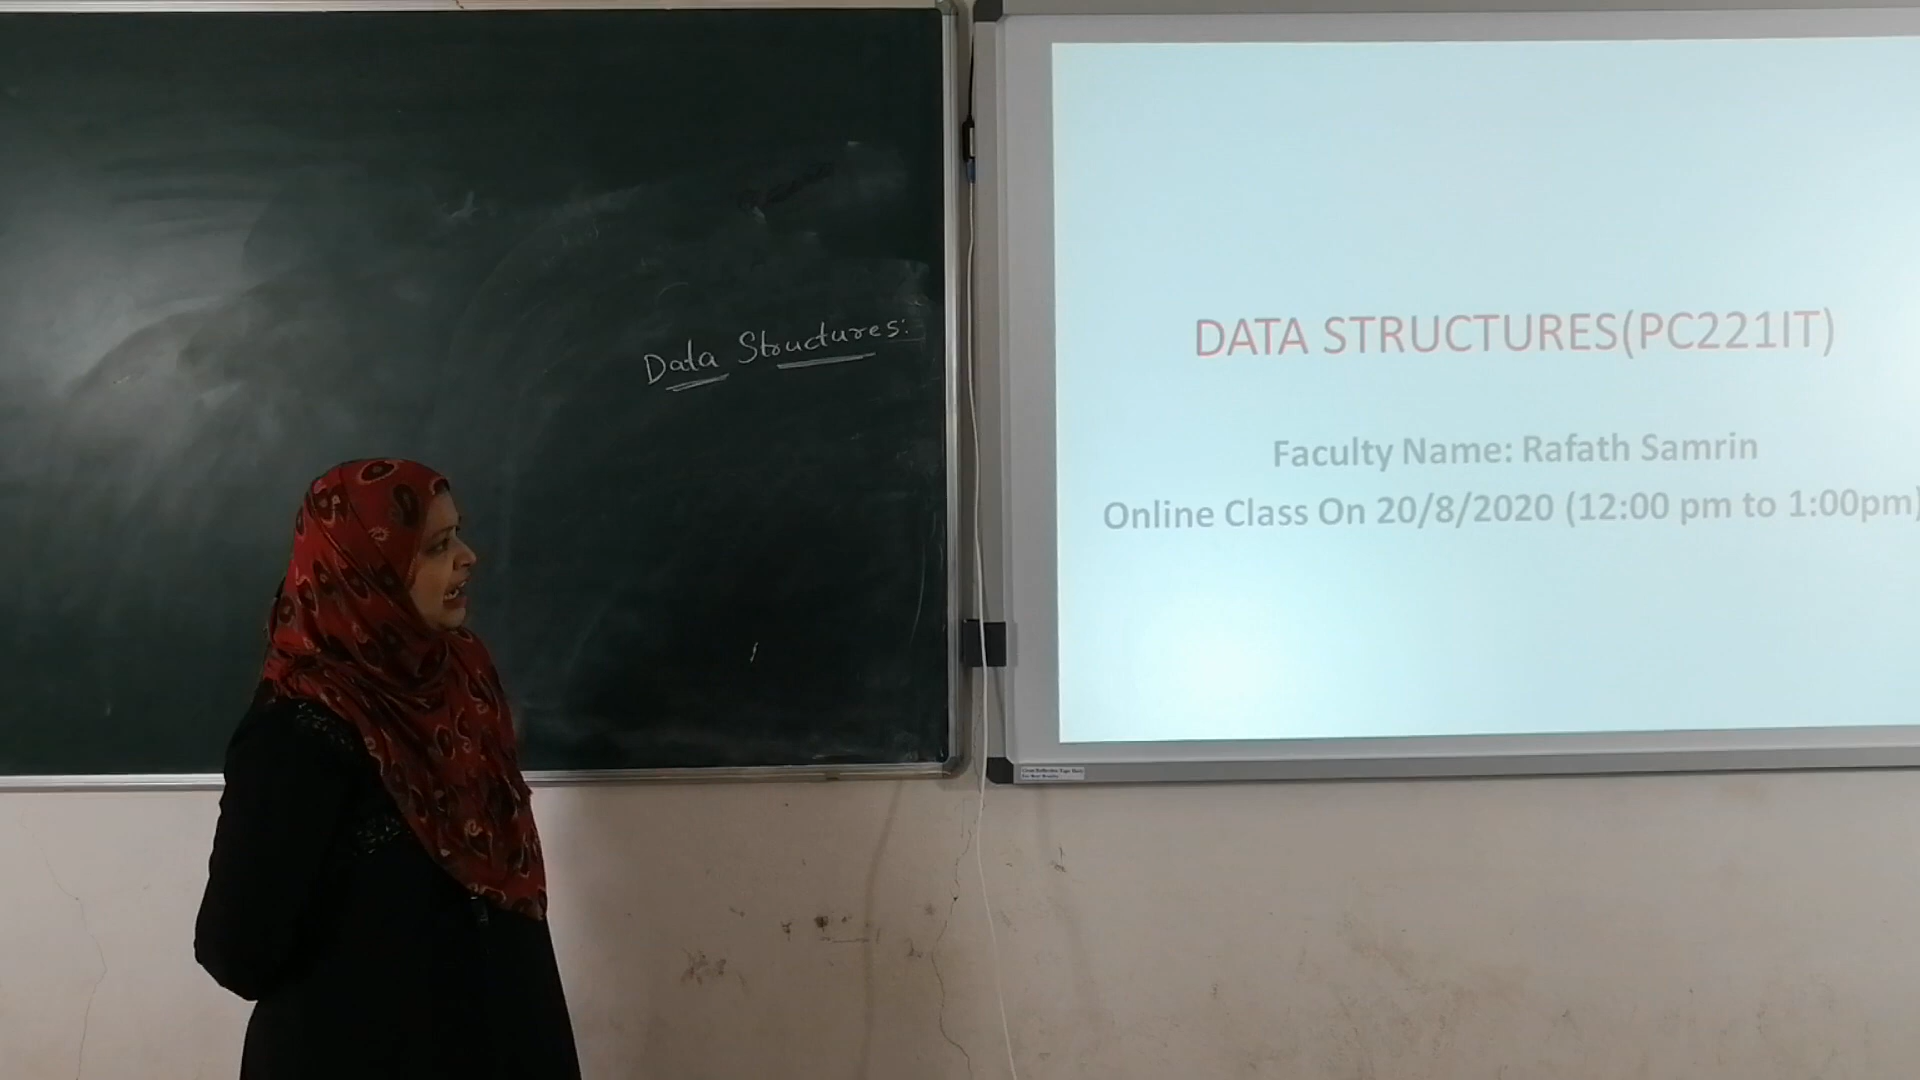 Data Structures:
DATA STRUCTURES(PC221IT)
Faculty Name: Rafath Samrin
Online Class On 20/8/2020 (12:00 pm to 1:00pm)